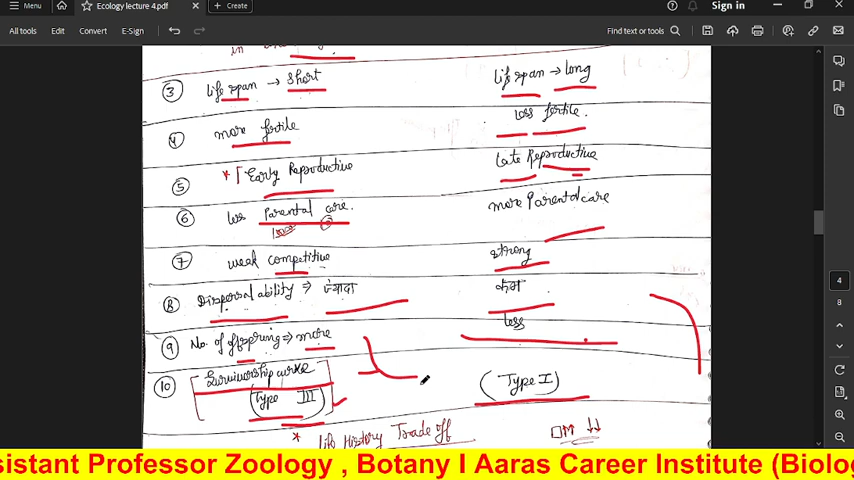 Menu
Ecology lecture 4.pdf
Create
Sign in
All tools Edit Convert E-Sign
Find text or tools
③ life span → short life span → long
④ more fertile less fertile.
⑤ * Early Reproductive Late Reproductive
⑥ less Parental care. more Parental care
⑦ weak competitive strong
⑧ Dispersal ability ⇒ ज्यादा कम
less
⑨ No. of offspring ⇒ more
⑩ Survivorship curve
(Type III) (Type I)
* life History Trade off
4
8
sistant Professor Zoology , Botany I Aaras Career Institute (Biolog